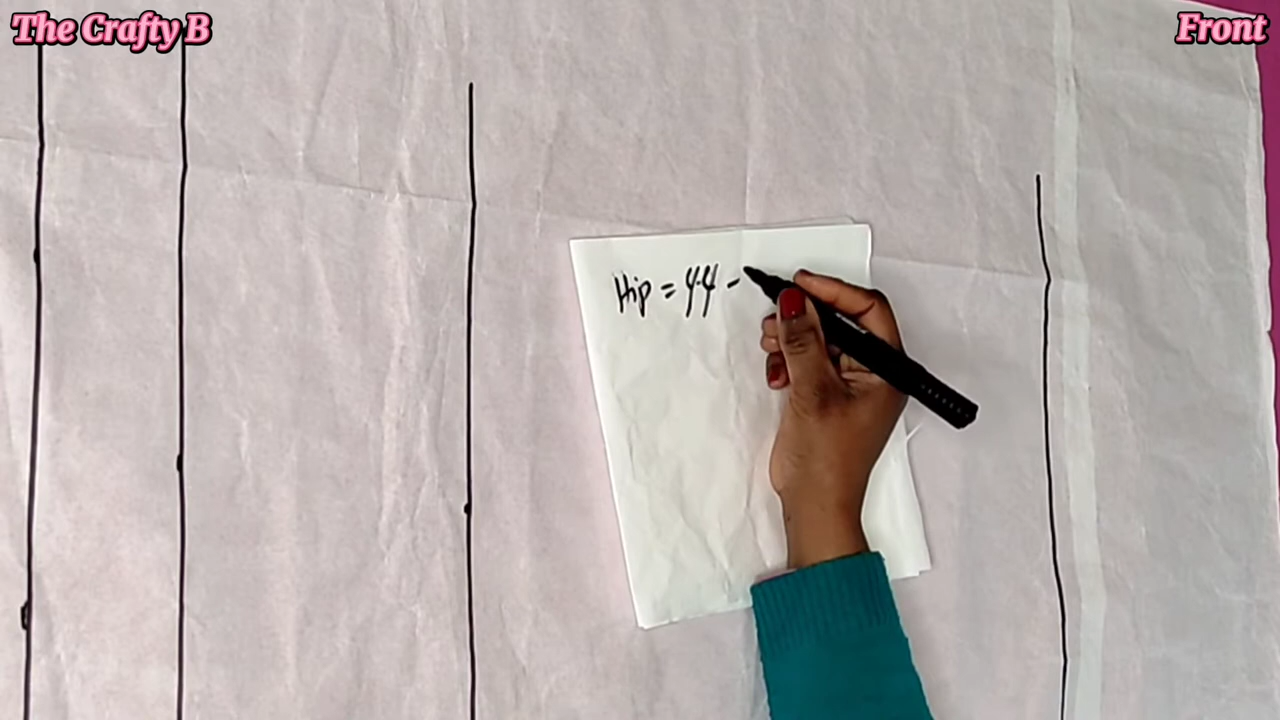 The Crafty B
Front
Hip = 44 -